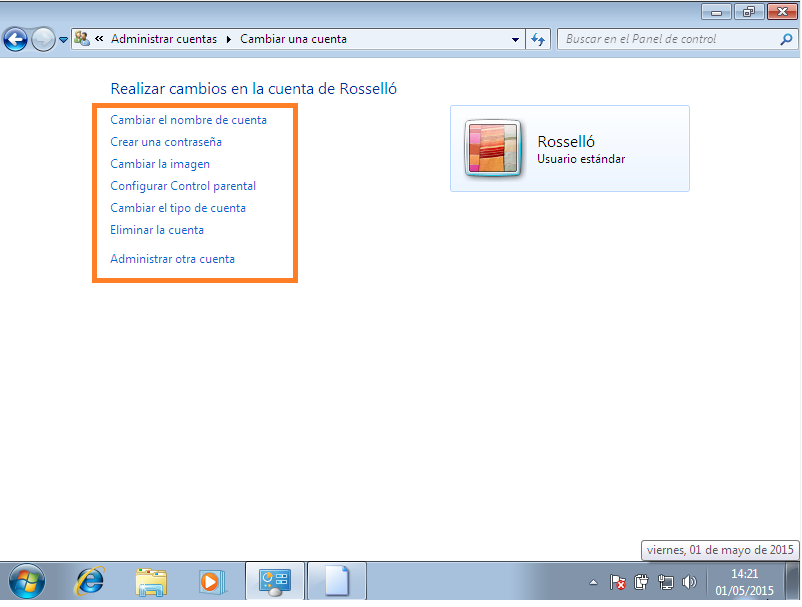 « Administrar cuentas ▸ Cambiar una cuenta
Buscar en el Panel de control
Realizar cambios en la cuenta de Rosselló
Cambiar el nombre de cuenta
Crear una contraseña
Cambiar la imagen
Configurar Control parental
Cambiar el tipo de cuenta
Eliminar la cuenta
Administrar otra cuenta
Rosselló
Usuario estándar
viernes, 01 de mayo de 2015
14:21
01/05/2015